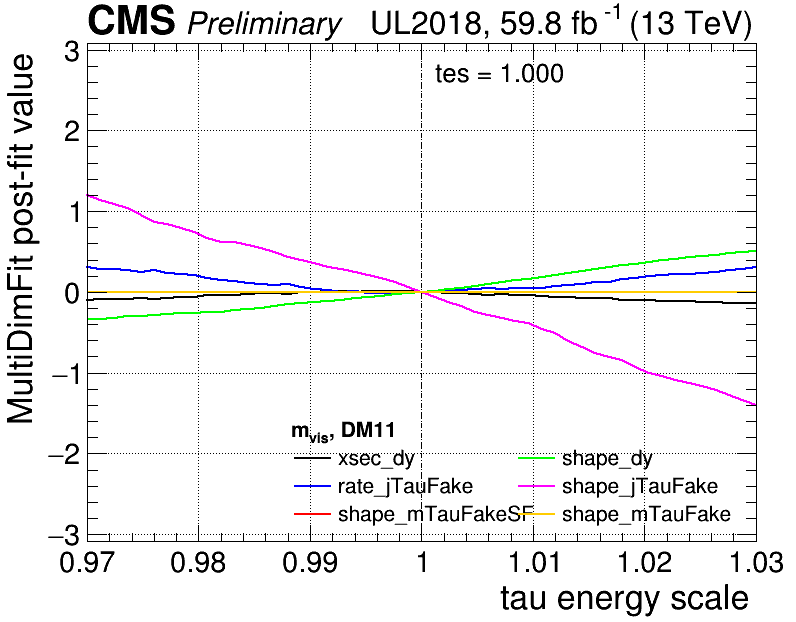 CMS Preliminary UL2018, 59.8 fb⁻¹ (13 TeV)
MultiDimFit post-fit value
tes = 1.000
3
2
1
0
−1
−2
−3
m_vis, DM11
xsec_dy shape_dy
rate_jTauFake shape_jTauFake
shape_mTauFakeSF shape_mTauFake
0.97 0.98 0.99 1 1.01 1.02 1.03
tau energy scale